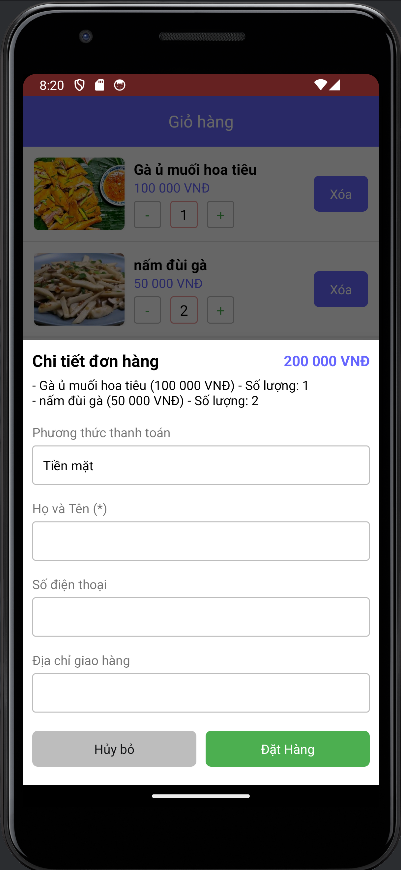 8:20
Giỏ hàng
Gà ủ muối hoa tiêu
100 000 VNĐ
- 1 +
Xóa
nấm đùi gà
50 000 VNĐ
- 2 +
Xóa
Chi tiết đơn hàng 200 000 VNĐ
- Gà ủ muối hoa tiêu (100 000 VNĐ) - Số lượng: 1
- nấm đùi gà (50 000 VNĐ) - Số lượng: 2
Phương thức thanh toán
Tiền mặt
Họ và Tên (*)
Số điện thoại
Địa chỉ giao hàng
Hủy bỏ Đặt Hàng